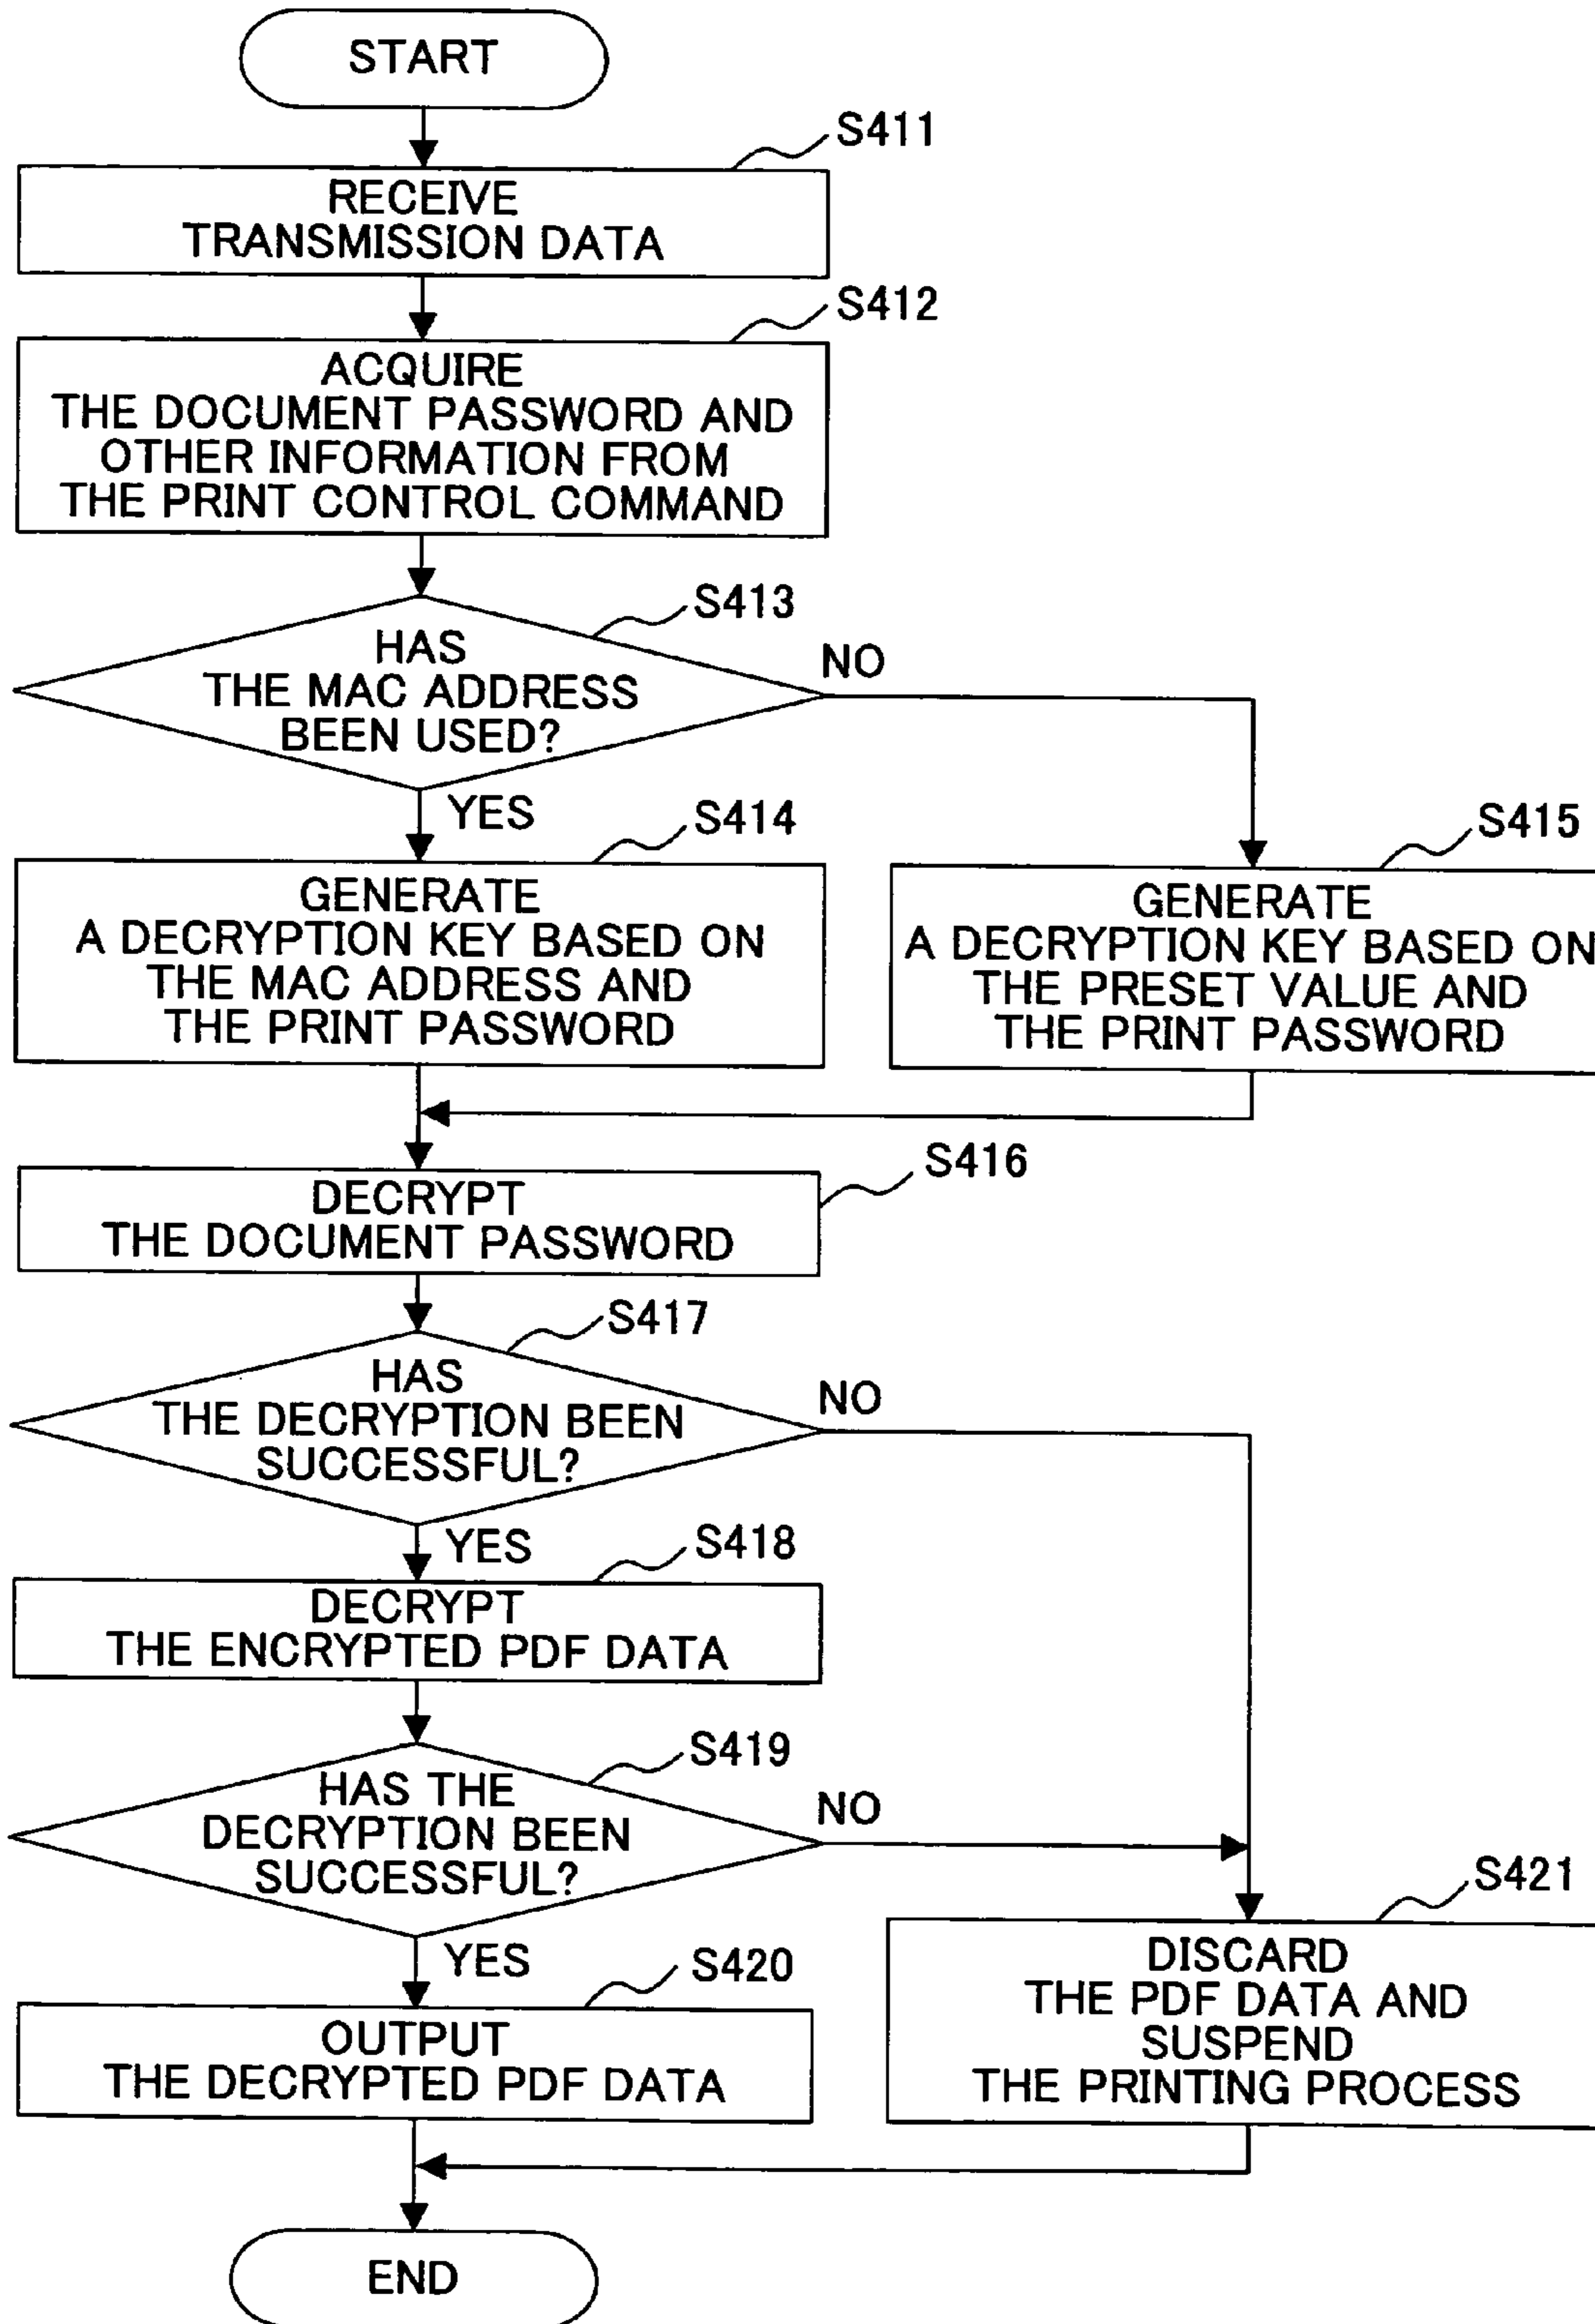 START
S411
RECEIVE
TRANSMISSION DATA
S412
ACQUIRE
THE DOCUMENT PASSWORD AND
OTHER INFORMATION FROM
THE PRINT CONTROL COMMAND
S413
HAS
THE MAC ADDRESS
BEEN USED?
NO
YES
S414
GENERATE
A DECRYPTION KEY BASED ON
THE MAC ADDRESS AND
THE PRINT PASSWORD
S415
GENERATE
A DECRYPTION KEY BASED ON
THE PRESET VALUE AND
THE PRINT PASSWORD
S416
DECRYPT
THE DOCUMENT PASSWORD
S417
HAS
THE DECRYPTION BEEN
SUCCESSFUL?
NO
YES
S418
DECRYPT
THE ENCRYPTED PDF DATA
S419
HAS THE
DECRYPTION BEEN
SUCCESSFUL?
NO
YES
S420
OUTPUT
THE DECRYPTED PDF DATA
S421
DISCARD
THE PDF DATA AND
SUSPEND
THE PRINTING PROCESS
END